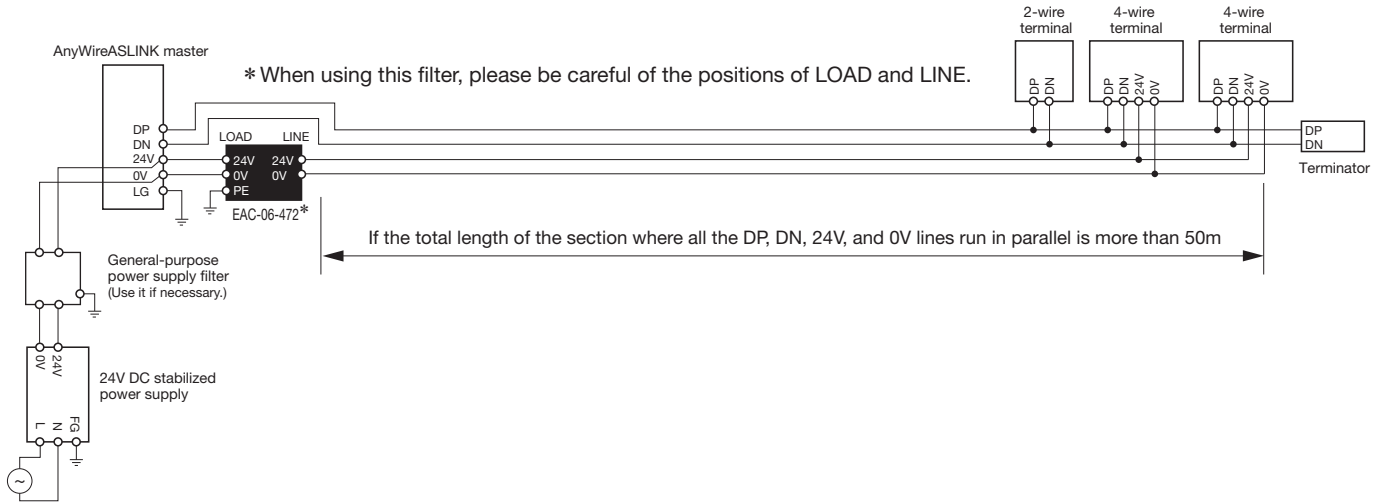 2-wire
terminal
4-wire
terminal
4-wire
terminal
AnyWireASLINK master
* When using this filter, please be careful of the positions of LOAD and LINE.
DP
DN
DP
DN
24V
0V
DP
DN
24V
0V
DP
DN
24V
0V
LG
LOAD
LINE
24V
24V
0V
0V
PE
EAC-06-472*
DP
DN
Terminator
If the total length of the section where all the DP, DN, 24V, and 0V lines run in parallel is more than 50m
General-purpose
power supply filter
(Use it if necessary.)
0V
24V
24V DC stabilized
power supply
L
N
FG
~